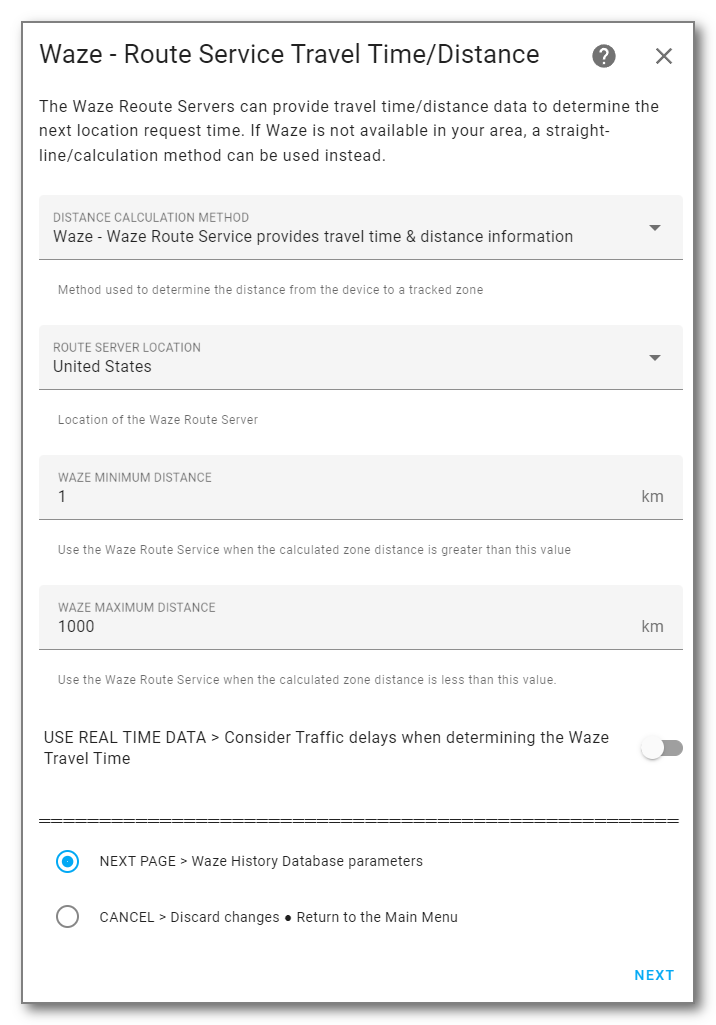 Waze - Route Service Travel Time/Distance
The Waze Reoute Servers can provide travel time/distance data to determine the
next location request time. If Waze is not available in your area, a straight-
line/calculation method can be used instead.
DISTANCE CALCULATION METHOD
Waze - Waze Route Service provides travel time & distance information
Method used to determine the distance from the device to a tracked zone
ROUTE SERVER LOCATION
United States
Location of the Waze Route Server
WAZE MINIMUM DISTANCE
1 km
Use the Waze Route Service when the calculated zone distance is greater than this value
WAZE MAXIMUM DISTANCE
1000 km
Use the Waze Route Service when the calculated zone distance is less than this value.
USE REAL TIME DATA > Consider Traffic delays when determining the Waze
Travel Time
=====================================================
NEXT PAGE > Waze History Database parameters
CANCEL > Discard changes ● Return to the Main Menu
NEXT